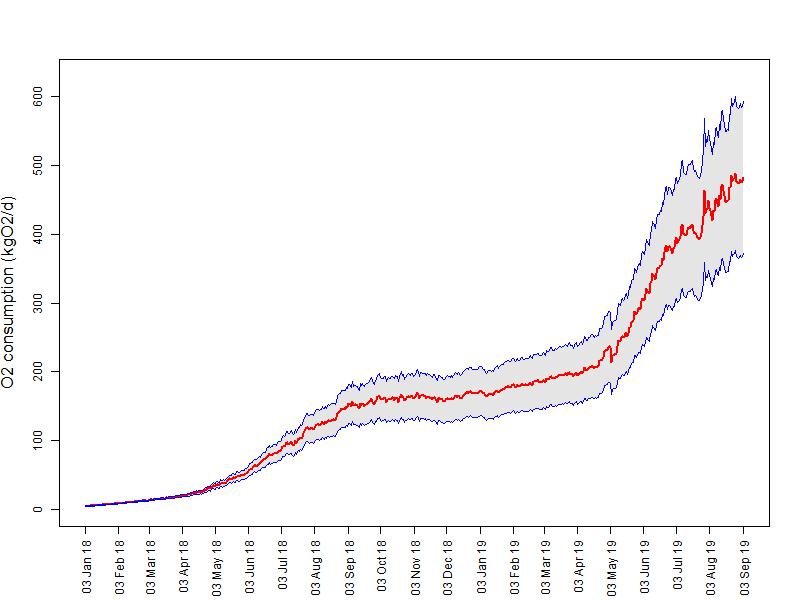 O2 consumption (kgO2/d)
600
500
400
300
200
100
0
03 Jan 18
03 Feb 18
03 Mar 18
03 Apr 18
03 May 18
03 Jun 18
03 Jul 18
03 Aug 18
03 Sep 18
03 Oct 18
03 Nov 18
03 Dec 18
03 Jan 19
03 Feb 19
03 Mar 19
03 Apr 19
03 May 19
03 Jun 19
03 Jul 19
03 Aug 19
03 Sep 19